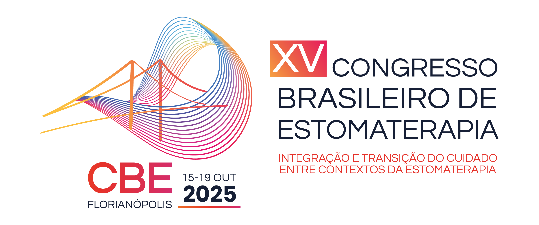 CBE
FLORIANÓPOLIS
15-19 OUT
2025
XV CONGRESSO
BRASILEIRO DE
ESTOMATERAPIA
INTEGRAÇÃO E TRANSIÇÃO DO CUIDADO
ENTRE CONTEXTOS DA ESTOMATERAPIA